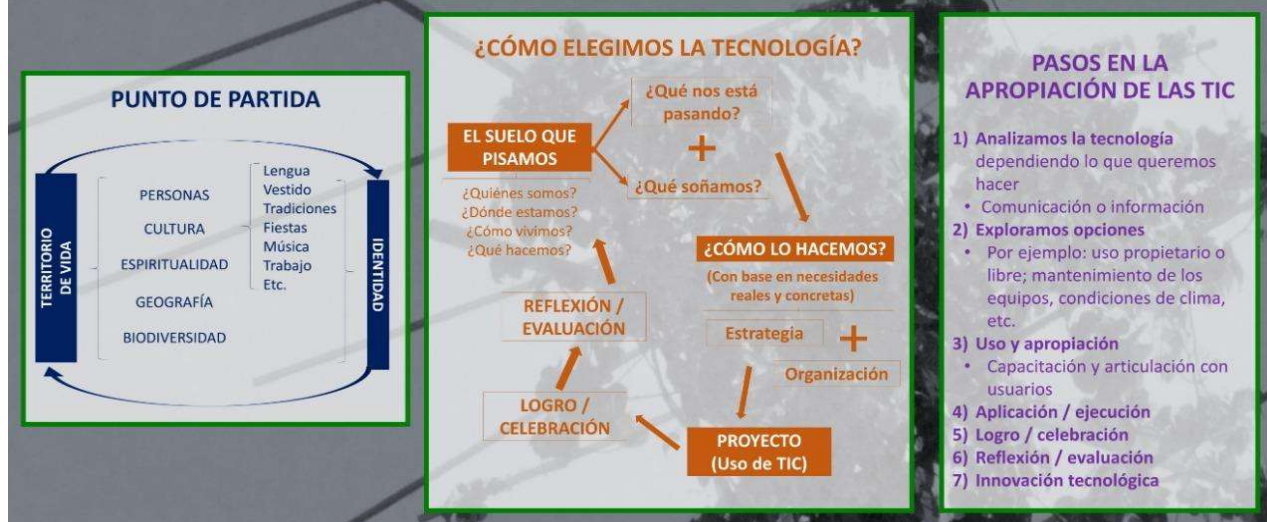 PUNTO DE PARTIDA
TERRITORIO
DE VIDA
PERSONAS
CULTURA
ESPIRITUALIDAD
GEOGRAFÍA
BIODIVERSIDAD
Lengua
Vestido
Tradiciones
Fiestas
Música
Trabajo
Etc.
IDENTIDAD
¿CÓMO ELEGIMOS LA TECNOLOGÍA?
EL SUELO QUE
PISAMOS
¿Quiénes somos?
¿Dónde estamos?
¿Cómo vivimos?
¿Qué hacemos?
¿Qué nos está
pasando?
+
¿Qué soñamos?
¿CÓMO LO HACEMOS?
(Con base en necesidades
reales y concretas)
Estrategia
+
Organización
PROYECTO
(Uso de TIC)
LOGRO /
CELEBRACIÓN
REFLEXIÓN /
EVALUACIÓN
PASOS EN LA
APROPIACIÓN DE LAS TIC
1) Analizamos la tecnología
dependiendo lo que queremos
hacer
• Comunicación o información
2) Exploramos opciones
• Por ejemplo: uso propietario o
libre; mantenimiento de los
equipos, condiciones de clima,
etc.
3) Uso y apropiación
• Capacitación y articulación con
usuarios
4) Aplicación / ejecución
5) Logro / celebración
6) Reflexión / evaluación
7) Innovación tecnológica